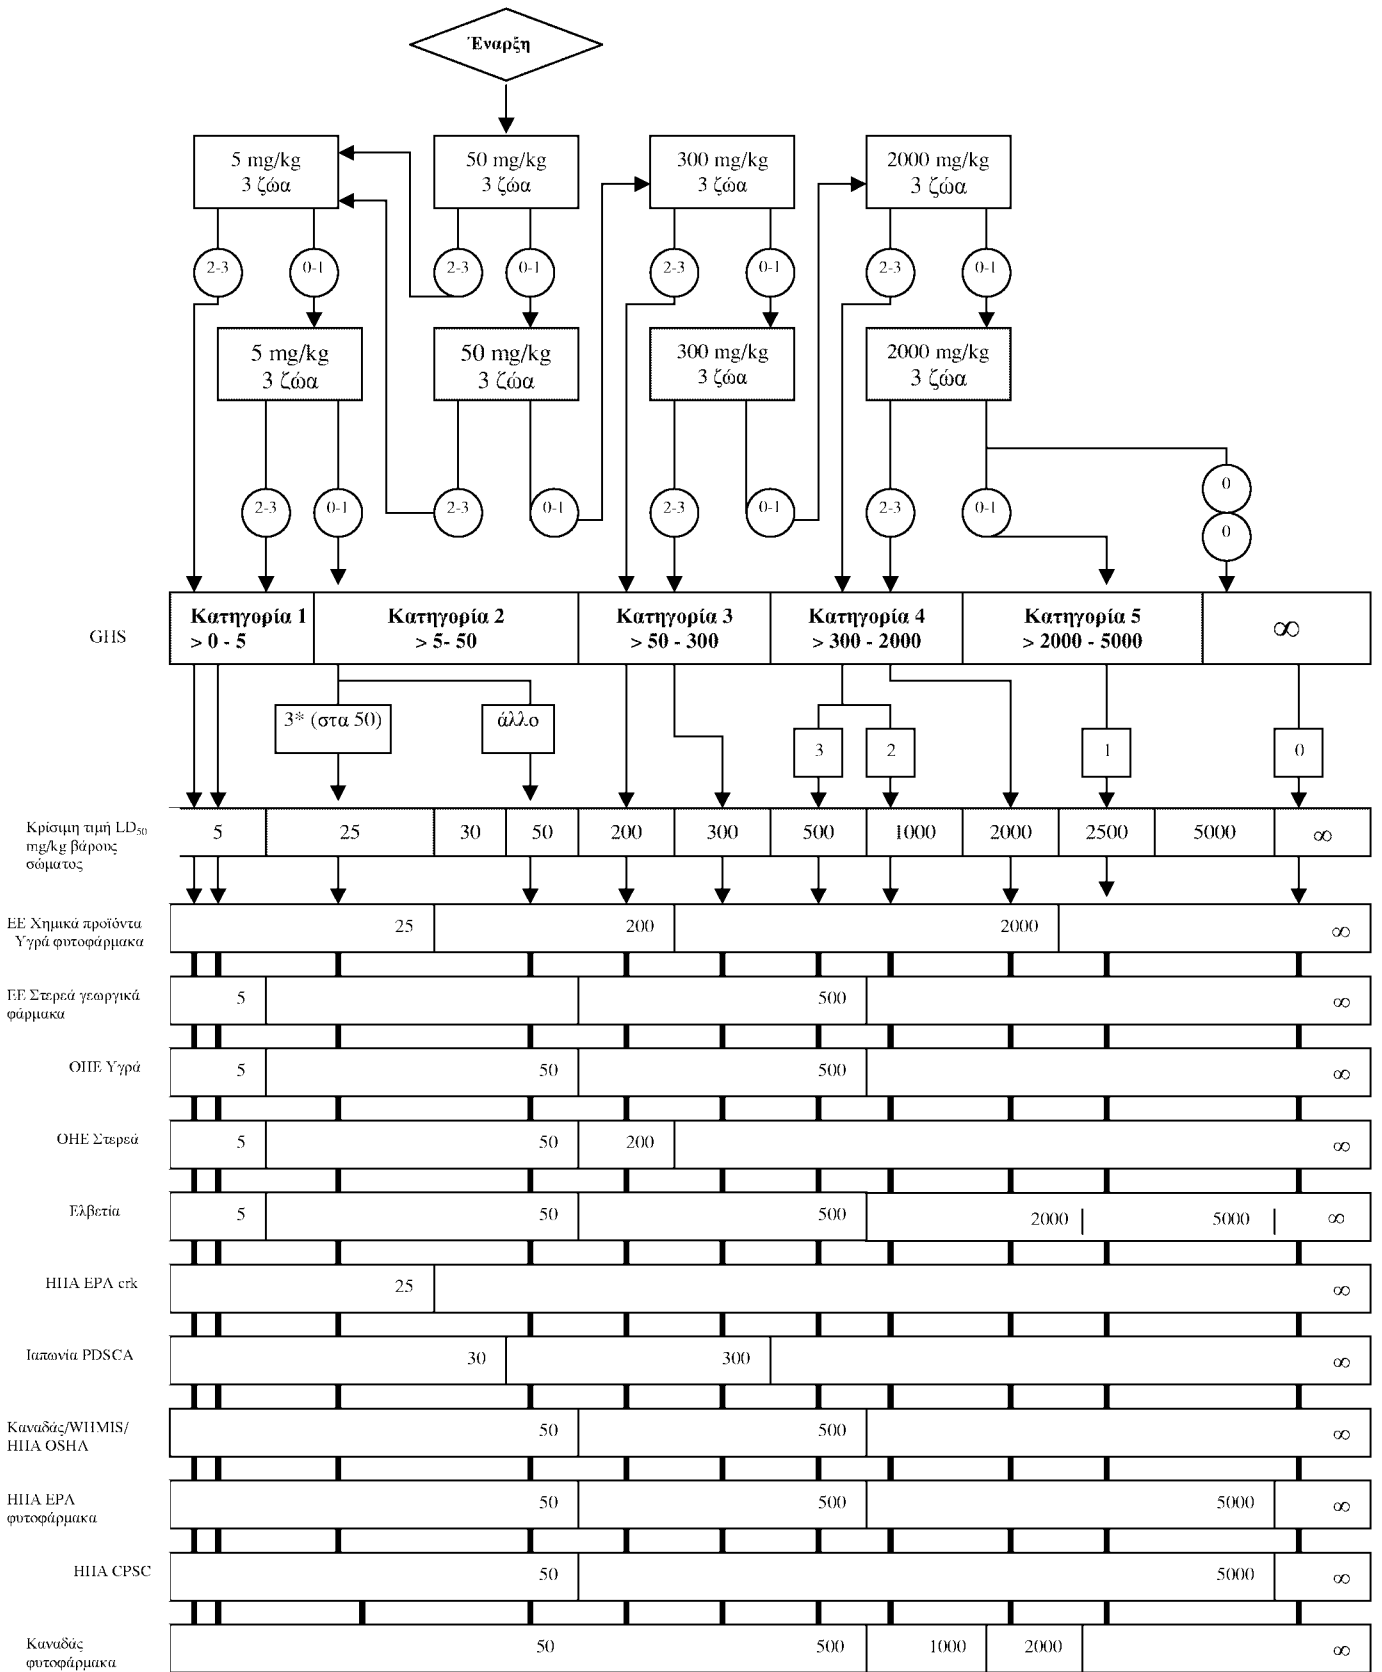 Έναρξη
5 mg/kg
3 ζώα
50 mg/kg
3 ζώα
300 mg/kg
3 ζώα
2000 mg/kg
3 ζώα
2-3
0-1
2-3
0-1
2-3
0-1
2-3
0-1
5 mg/kg
3 ζώα
50 mg/kg
3 ζώα
300 mg/kg
3 ζώα
2000 mg/kg
3 ζώα
2-3
0-1
2-3
0-1
2-3
0-1
2-3
0-1
0
0
GHS
Κατηγορία 1
> 0 - 5
Κατηγορία 2
> 5- 50
Κατηγορία 3
> 50 - 300
Κατηγορία 4
> 300 - 2000
Κατηγορία 5
> 2000 - 5000
∞
3* (στα 50)
άλλο
3
2
1
0
Κρίσιμη τιμή LD50
mg/kg βάρους
σώματος
5 25 30 50 200 300 500 1000 2000 2500 5000 ∞
ΕΕ Χημικά προϊόντα
Υγρά φυτοφάρμακα
25 200 2000 ∞
ΕΕ Στερεά γεωργικά
φάρμακα
5 500 ∞
ΟΗΕ Υγρά
5 50 500 ∞
ΟΗΕ Στερεά
5 50 200 ∞
Ελβετία
5 50 500 2000 5000 ∞
ΗΠΑ EPA crk
25 ∞
Ιαπωνία PDSCA
30 300 ∞
Καναδάς/WHMIS/
ΗΠΑ OSHA
50 500 ∞
ΗΠΑ EPA
φυτοφάρμακα
50 500 5000 ∞
ΗΠΑ CPSC
50 5000 ∞
Καναδάς
φυτοφάρμακα
50 500 1000 2000 ∞